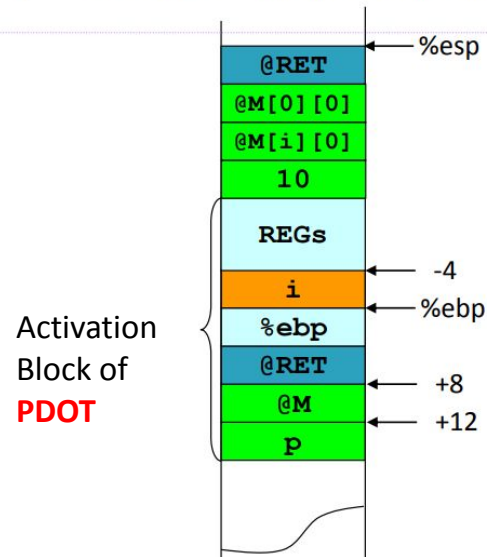 %esp
@RET
@M[0][0]
@M[i][0]
10
REGs
-4
i
%ebp
%ebp
@RET
+8
@M
+12
p
Activation
Block of
PDOT